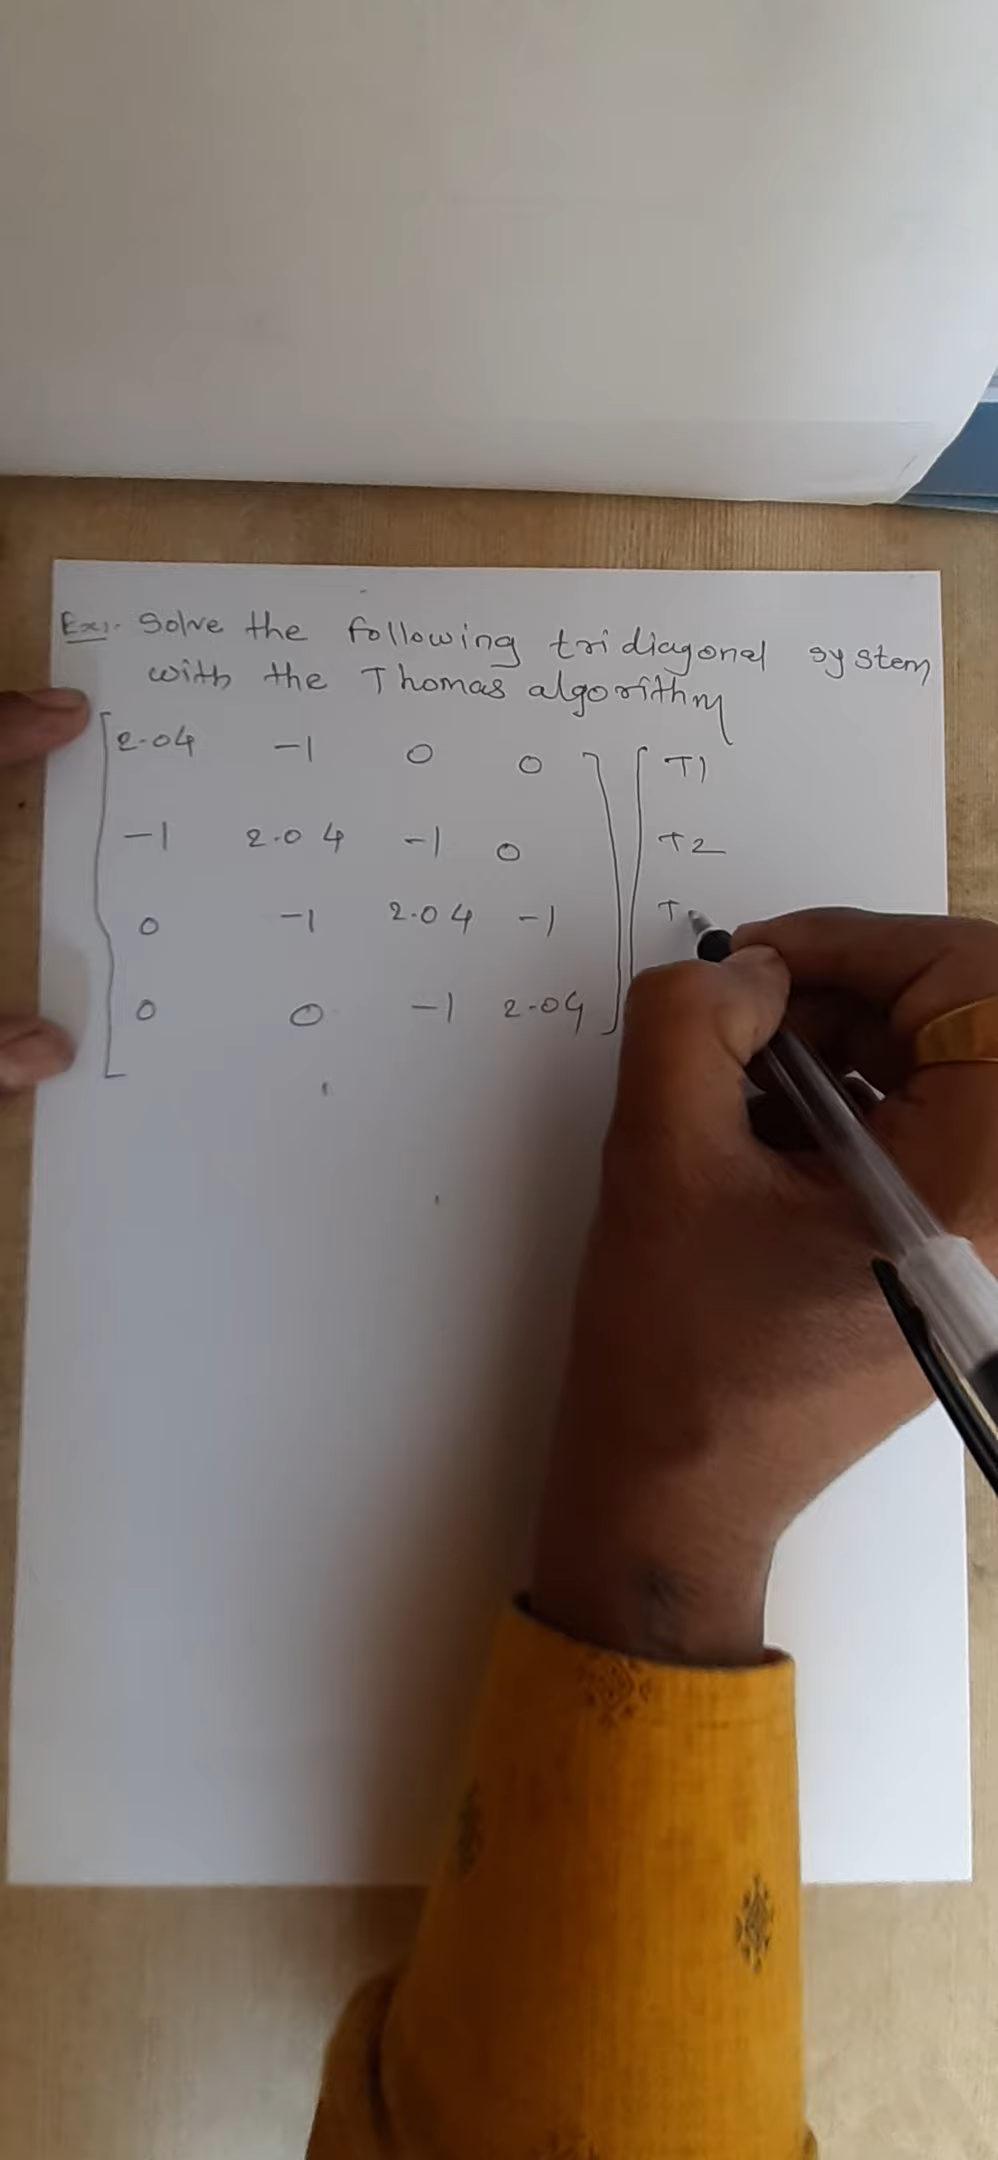 Ex1. Solve the following tridiagonal system
with the Thomas algorithm
2.04 -1 0 0 T1
-1 2.04 -1 0 T2
0 -1 2.04 -1 T
0 0 -1 2.04